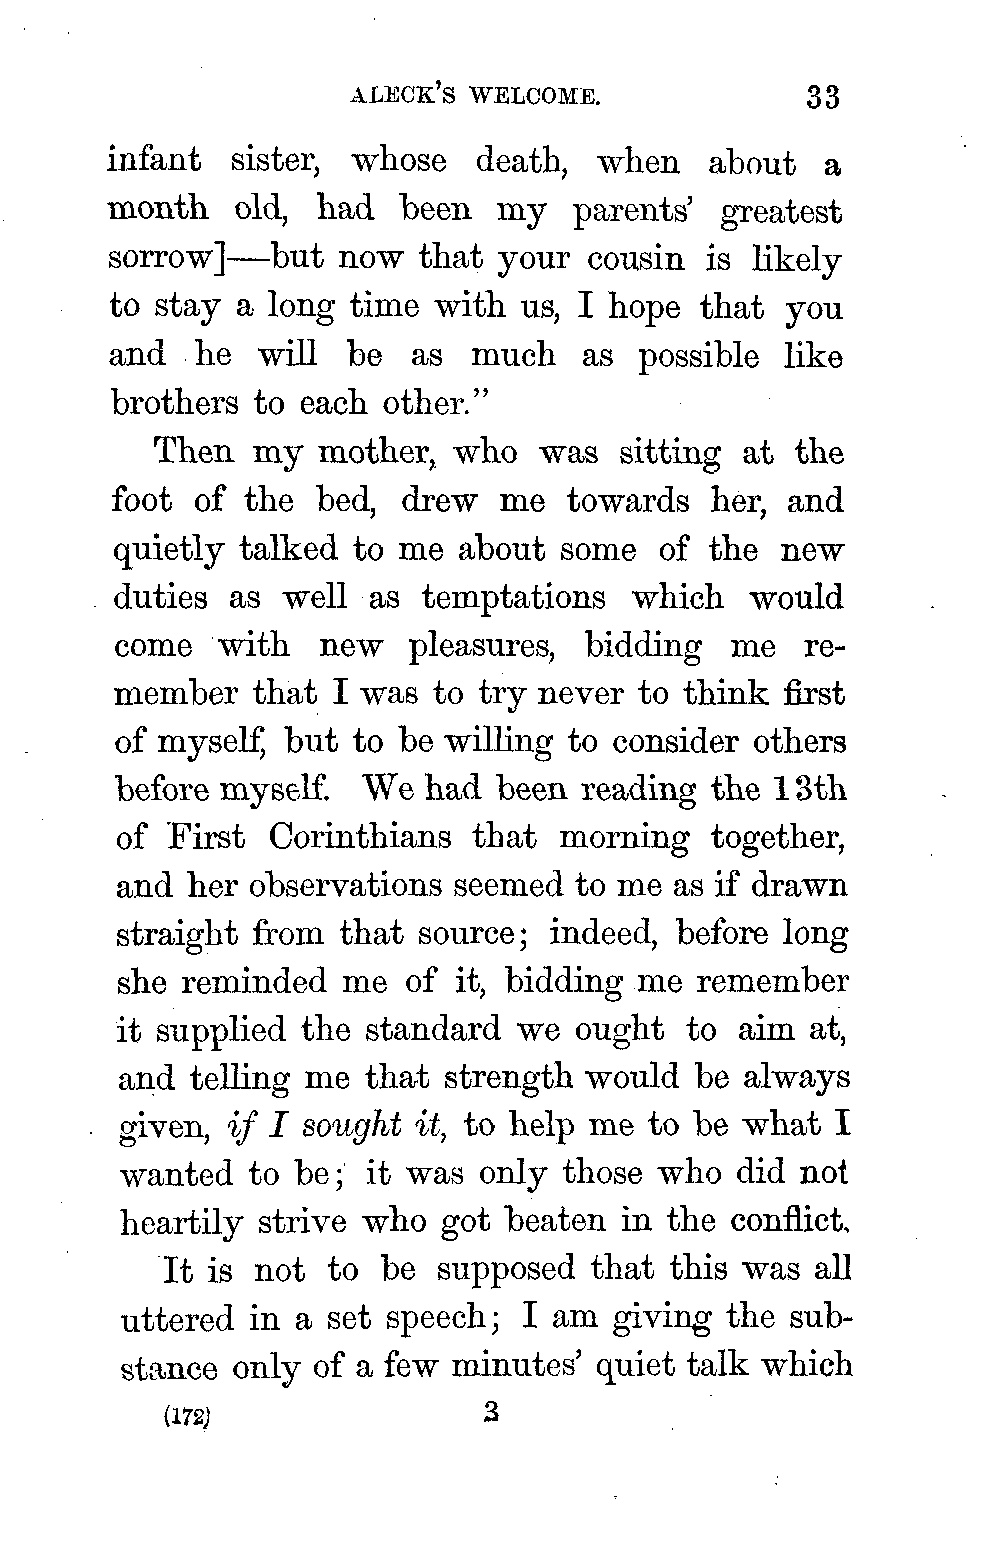 ALECK'S WELCOME. 33
infant sister, whose death, when about a
month old, had been my parents' greatest
sorrow]—but now that your cousin is likely
to stay a long time with us, I hope that you
and he will be as much as possible like
brothers to each other."
Then my mother, who was sitting at the
foot of the bed, drew me towards her, and
quietly talked to me about some of the new
duties as well as temptations which would
come with new pleasures, bidding me re-
member that I was to try never to think first
of myself, but to be willing to consider others
before myself. We had been reading the 13th
of First Corinthians that morning together,
and her observations seemed to me as if drawn
straight from that source; indeed, before long
she reminded me of it, bidding me remember
it supplied the standard we ought to aim at,
and telling me that strength would be always
given, if I sought it, to help me to be what I
wanted to be; it was only those who did not
heartily strive who got beaten in the conflict.
It is not to be supposed that this was all
uttered in a set speech; I am giving the sub-
stance only of a few minutes' quiet talk which
(172) 3